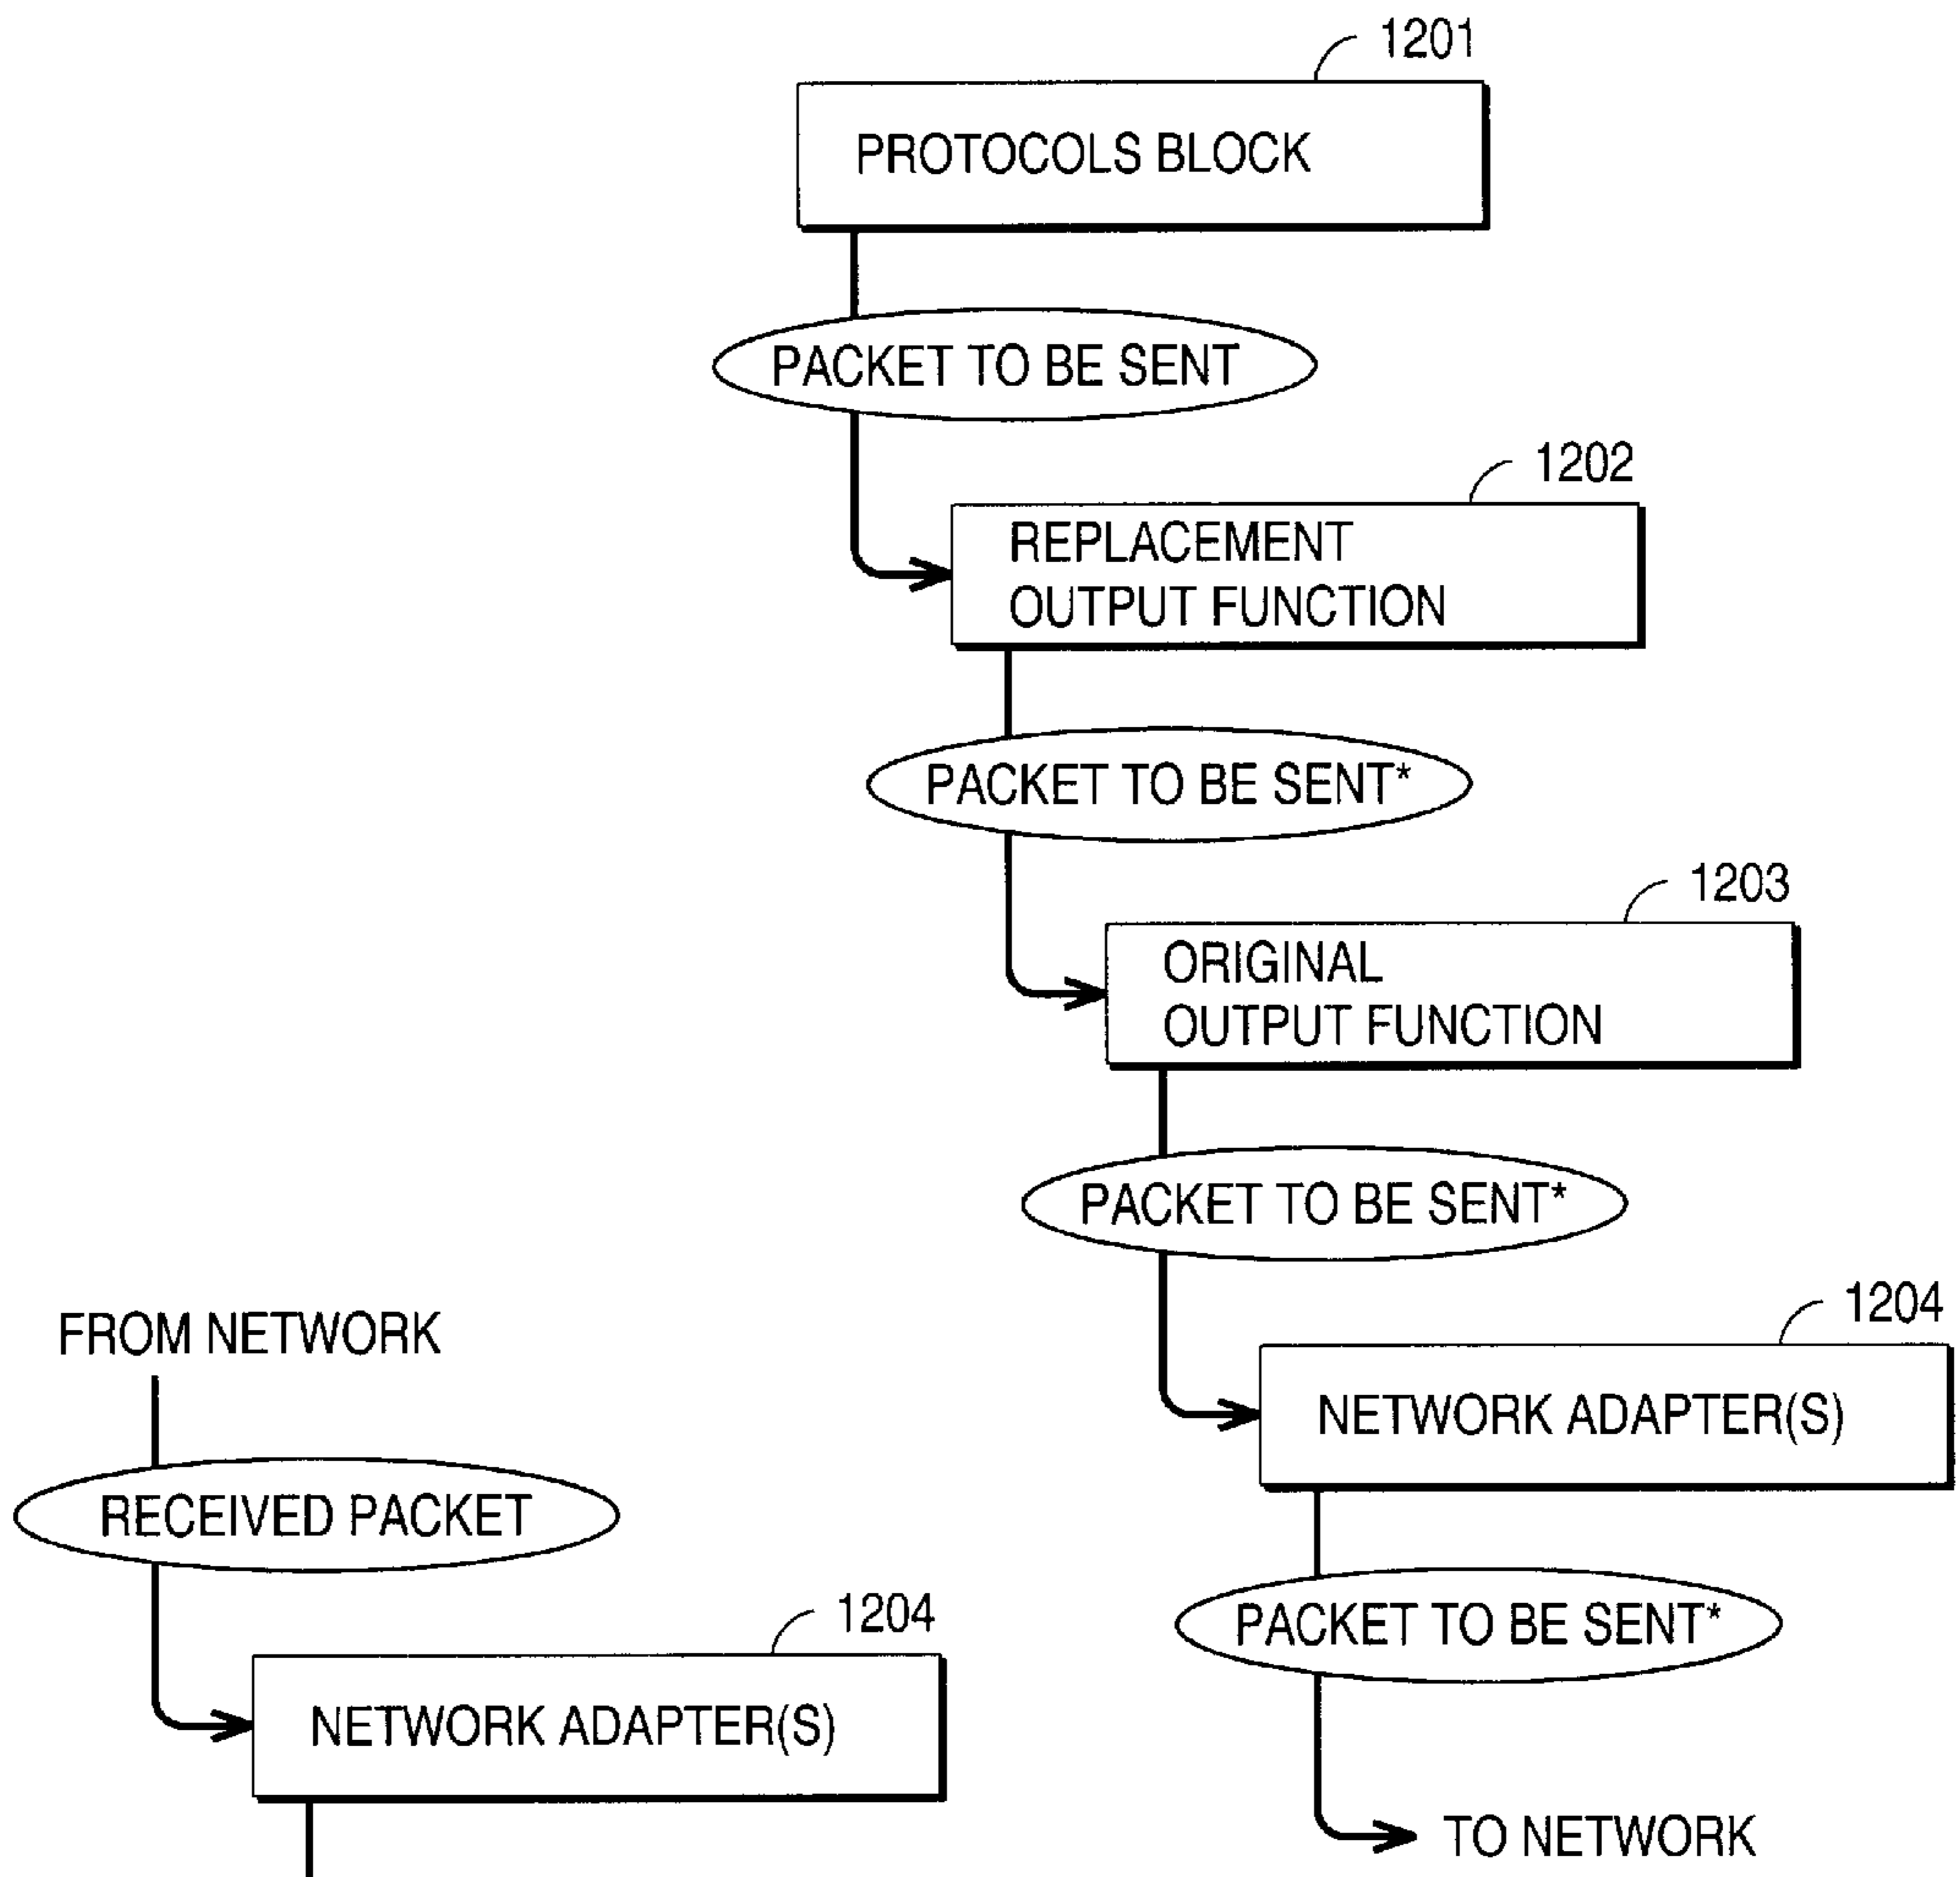 1201
PROTOCOLS BLOCK
PACKET TO BE SENT
1202
REPLACEMENT
OUTPUT FUNCTION
PACKET TO BE SENT*
1203
ORIGINAL
OUTPUT FUNCTION
PACKET TO BE SENT*
1204
NETWORK ADAPTER(S)
PACKET TO BE SENT*
TO NETWORK
FROM NETWORK
RECEIVED PACKET
1204
NETWORK ADAPTER(S)